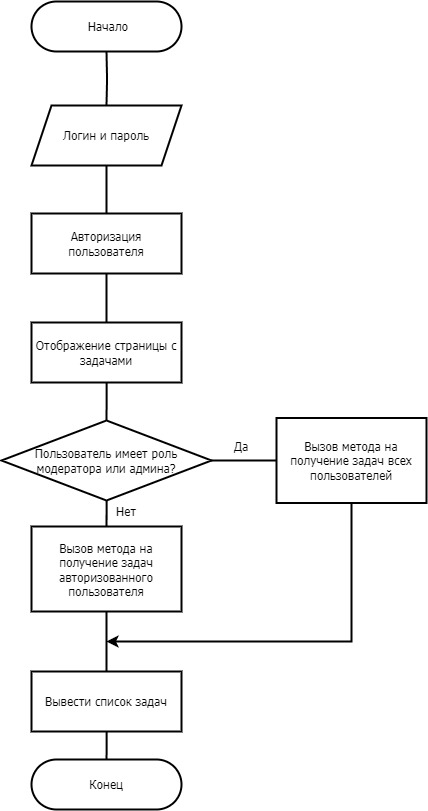 Начало
Логин и пароль
Авторизация
пользователя
Отображение страницы с
задачами
Пользователь имеет роль
модератора или админа?
Да
Вызов метода на
получение задач всех
пользователей
Нет
Вызов метода на
получение задач
авторизованного
пользователя
Вывести список задач
Конец